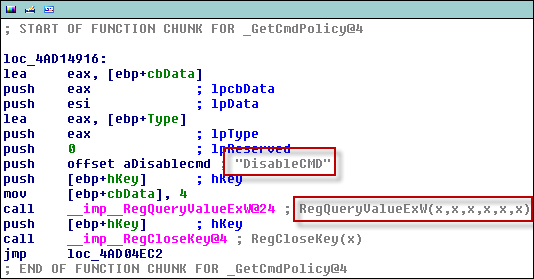 ; START OF FUNCTION CHUNK FOR _GetCmdPolicy@4
loc_4AD14916:
lea eax, [ebp+cbData]
push eax ; lpcbData
push esi ; lpData
lea eax, [ebp+Type]
push eax ; lpType
push 0 ; lpReserved
push offset aDisablecmd ; "DisableCMD"
push [ebp+hKey] ; hKey
mov [ebp+cbData], 4
call __imp__RegQueryValueExW@24 ; RegQueryValueExW(x,x,x,x,x,x)
push [ebp+hKey] ; hKey
call __imp__RegCloseKey@4 ; RegCloseKey(x)
jmp loc_4AD04EC2
; END OF FUNCTION CHUNK FOR _GetCmdPolicy@4